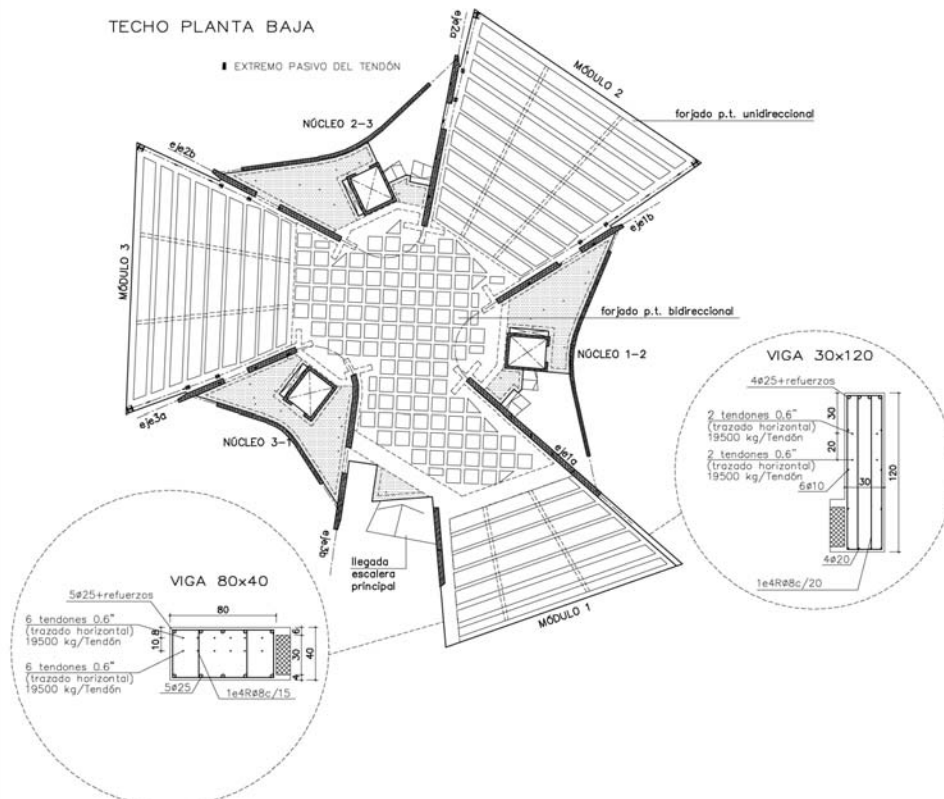 TECHO PLANTA BAJA
EXTREMO PASIVO DEL TENDÓN
eje2a
MÓDULO 2
forjado p.t. unidireccional
NÚCLEO 2-3
eje2b
eje1b
MÓDULO 3
forjado p.t. bidireccional
NÚCLEO 1-2
eje3a
NÚCLEO 3-1
eje1a
eje3b
llegada
escalera
principal
MÓDULO 1
VIGA 30x120
4ø25+refuerzos
2 tendones 0.6"
(trazado horizontal)
19500 kg/Tendón
2 tendones 0.6"
(trazado horizontal)
19500 kg/Tendón
6ø10
30
20
30
120
4ø20
1e4Rø8c/20
VIGA 80x40
5ø25+refuerzos
80
6 tendones 0.6"
(trazado horizontal)
19500 kg/Tendón
6 tendones 0.6"
(trazado horizontal)
19500 kg/Tendón
10 8
6
30
4
40
5ø25
1e4Rø8c/15